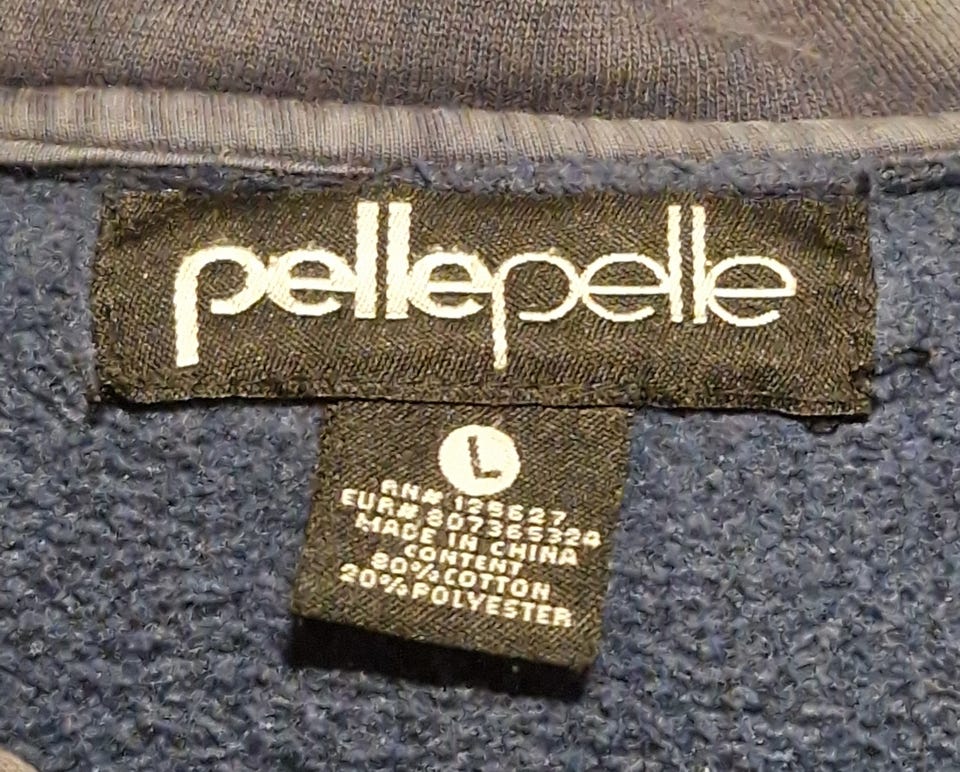 pellepelle
L
RN# 125627
EUR# 807365324
MADE IN CHINA
CONTENT
80% COTTON
20% POLYESTER